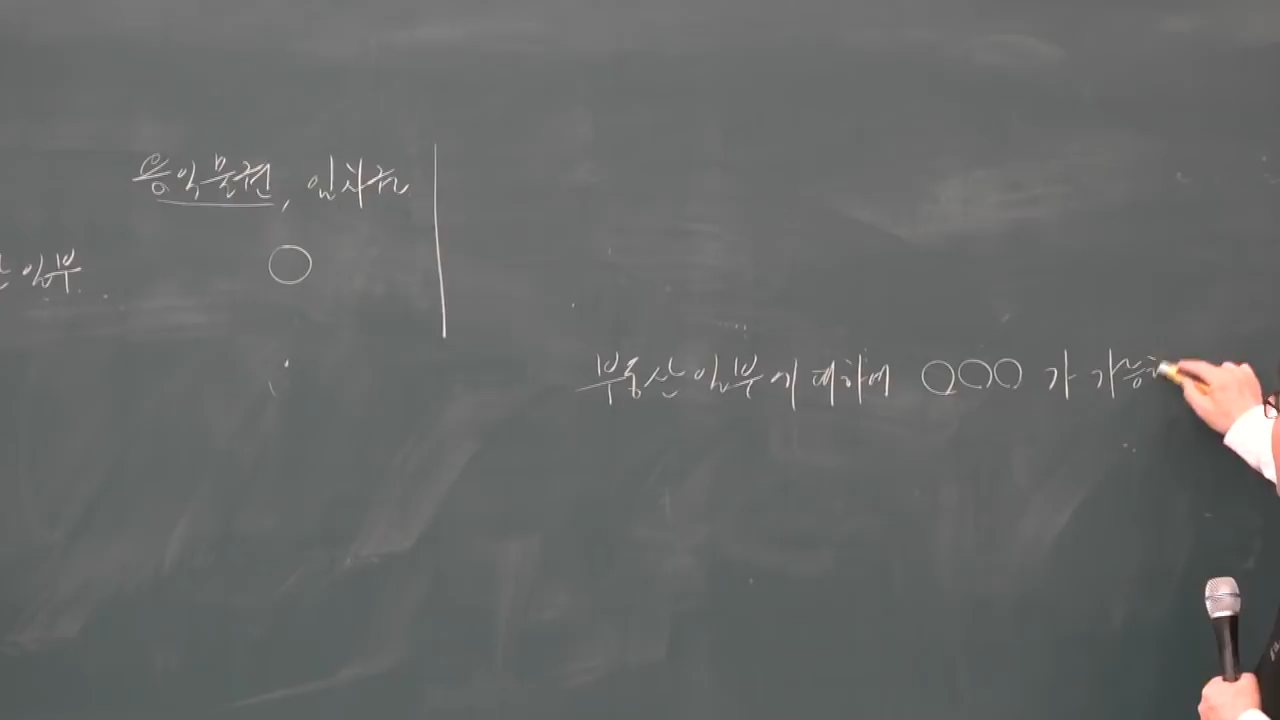 용익물권, 임차권
일부 ○
부동산 일부에 대하여 ○○○가 가능